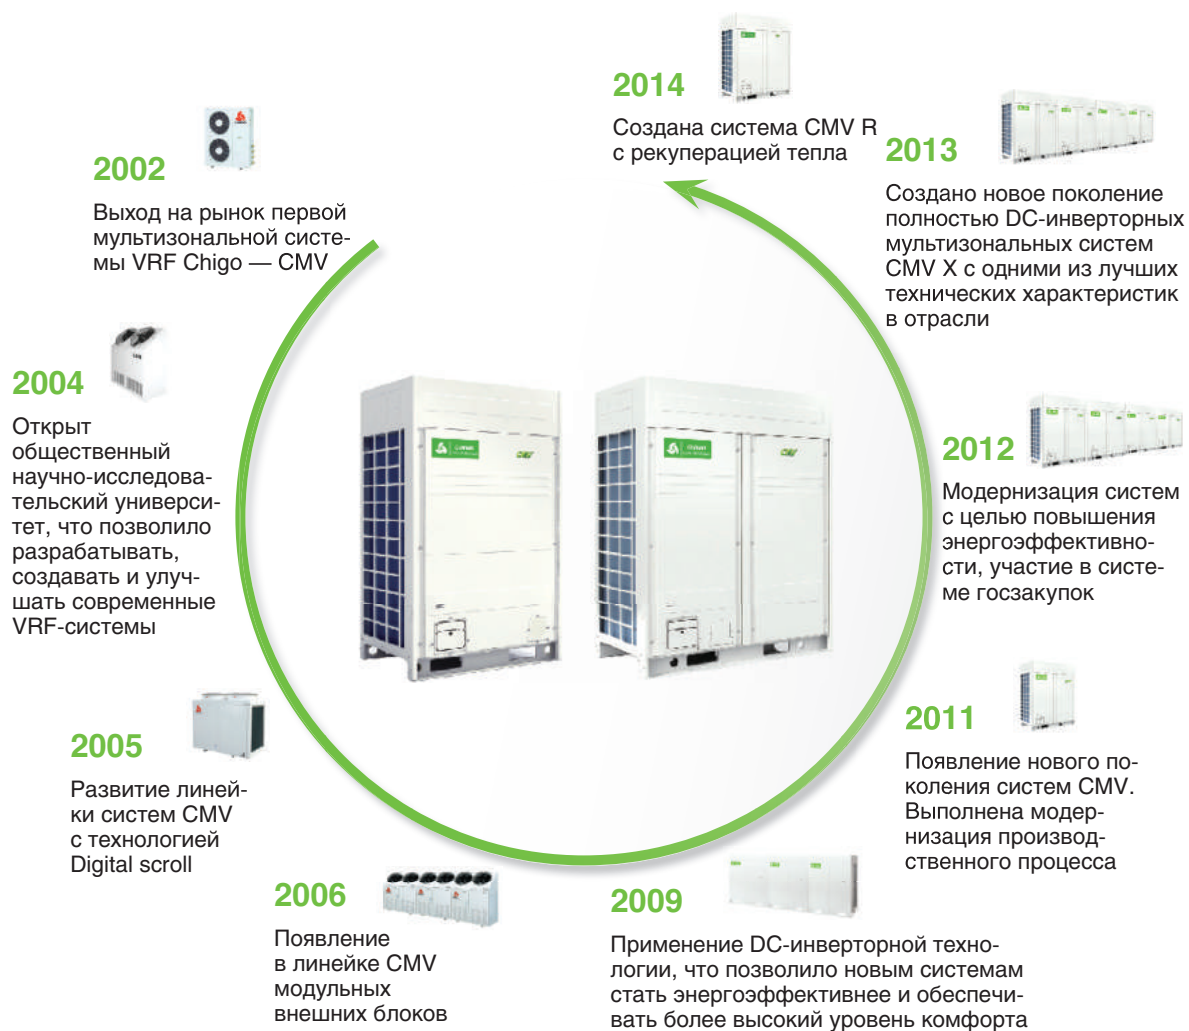 2002
Выход на рынок первой
мультизональной систе-
мы VRF Chigo — CMV
2004
Открыт
общественный
научно-исследова-
тельский универси-
тет, что позволило
разрабатывать,
создавать и улуч-
шать современные
VRF-системы
2005
Развитие линей-
ки систем CMV
с технологией
Digital scroll
2006
Появление
в линейке CMV
модульных
внешних блоков
2009
Применение DC-инверторной техно-
логии, что позволило новым системам
стать энергоэффективнее и обеспечи-
вать более высокий уровень комфорта
2011
Появление нового по-
коления систем CMV.
Выполнена модер-
низация производ-
ственного процесса
2012
Модернизация систем
с целью повышения
энергоэффективно-
сти, участие в систе-
ме госзакупок
2013
Создано новое поколение
полностью DC-инверторных
мультизональных систем
CMV X с одними из лучших
технических характеристик
в отрасли
2014
Создана система CMV R
с рекуперацией тепла
CMV
CMV